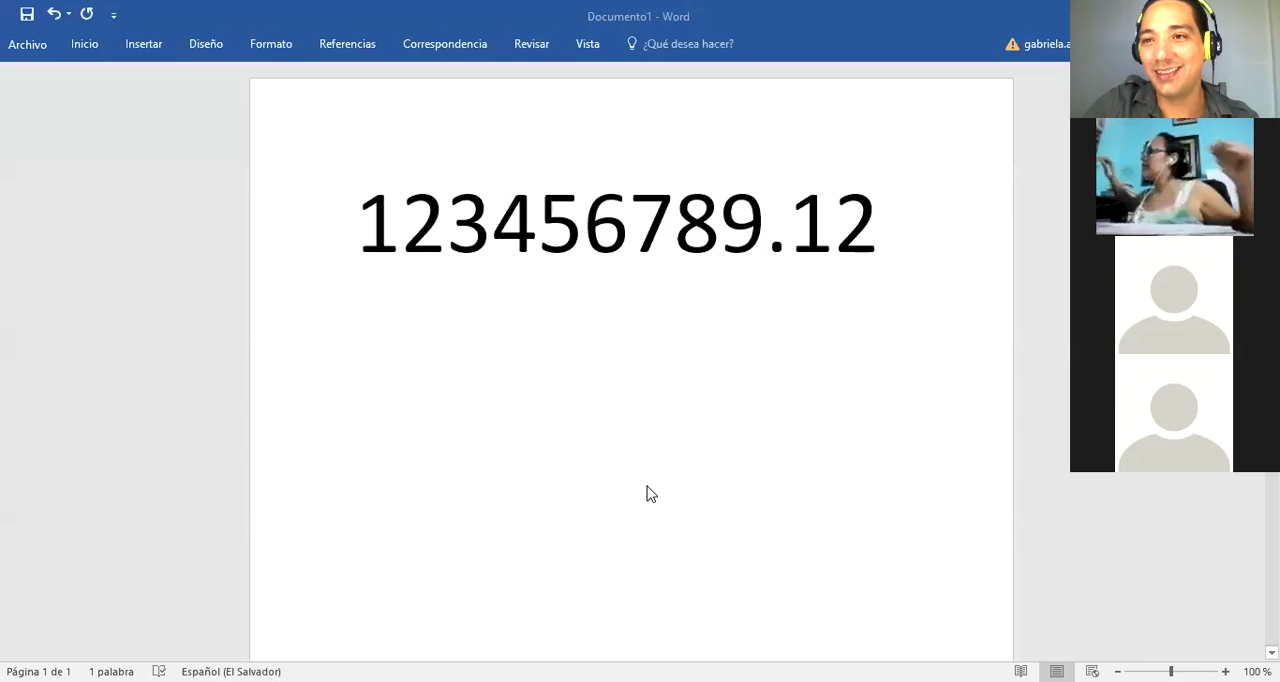 Documento1 - Word
Archivo Inicio Insertar Diseño Formato Referencias Correspondencia Revisar Vista ¿Qué desea hacer? gabriela.a
123456789.12
Página 1 de 1 1 palabra Español (El Salvador) 100 %